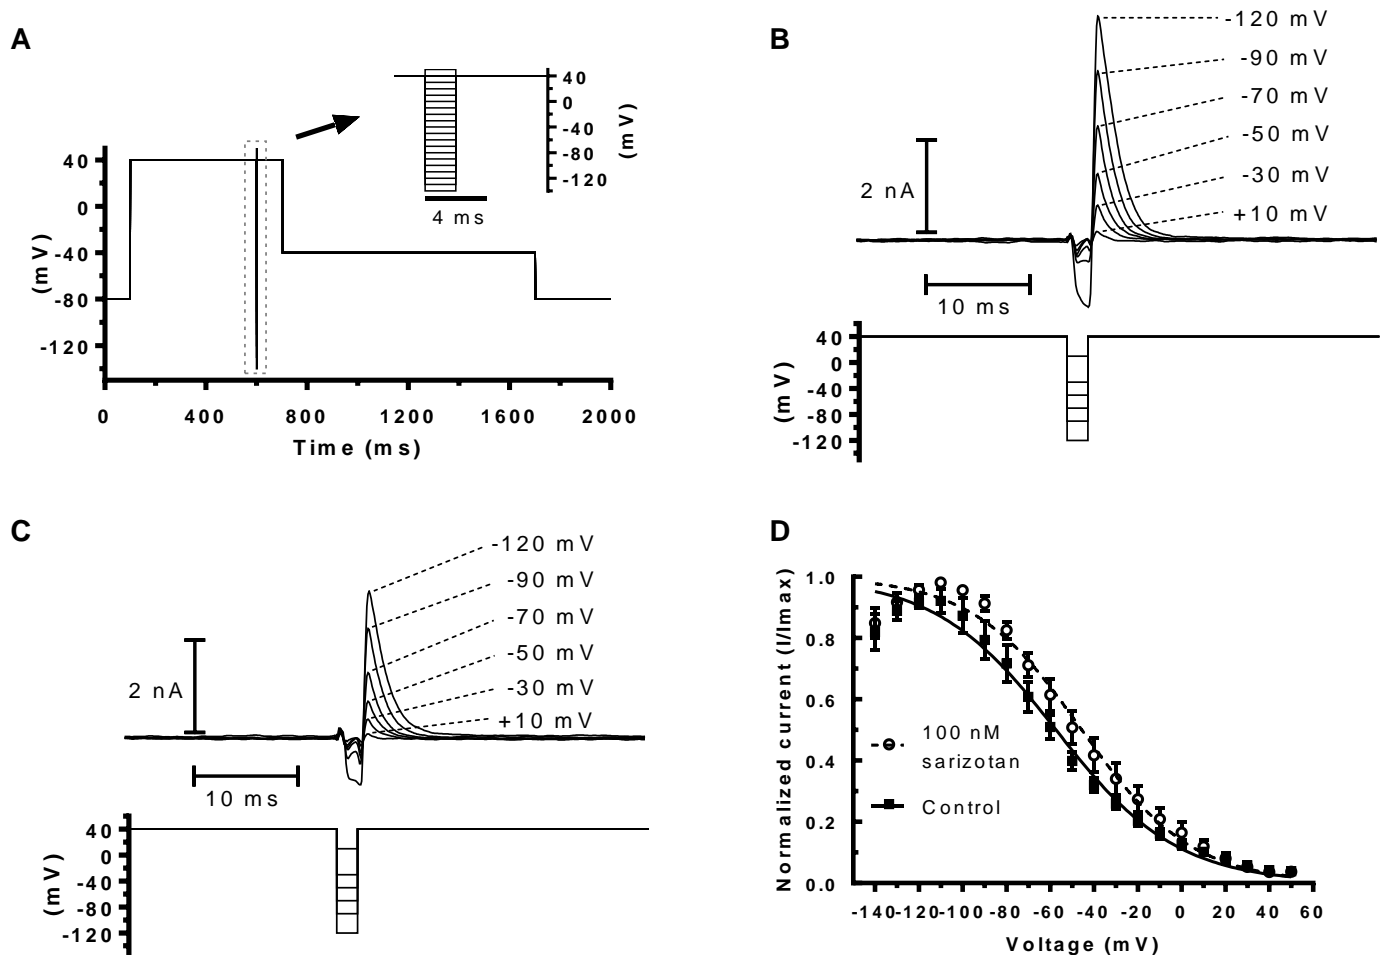 A
40
0
-40
-80
-120
(mV)
0 400 800 1200 1600 2000
Time (ms)
40
0
-40
-80
-120
(mV)
4 ms
B
-120 mV
-90 mV
-70 mV
-50 mV
-30 mV
+10 mV
2 nA
10 ms
40
0
-40
-80
-120
(mV)
C
-120 mV
-90 mV
-70 mV
-50 mV
-30 mV
+10 mV
2 nA
10 ms
40
0
-40
-80
-120
(mV)
D
Normalized current (I/Imax)
1.0
0.8
0.6
0.4
0.2
0.0
100 nM
sarizotan
Control
-140 -120 -100 -80 -60 -40 -20 0 20 40 60
Voltage (mV)